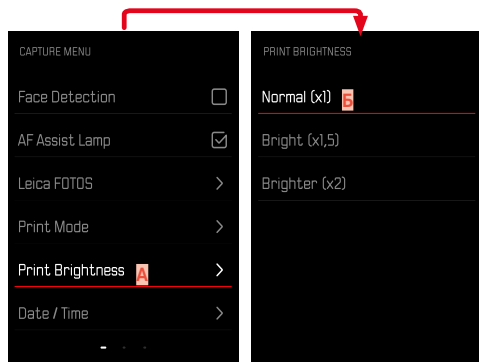 CAPTURE MENU
Face Detection
AF Assist Lamp
Leica FOTOS
Print Mode
Print Brightness А
Date / Time
PRINT BRIGHTNESS
Normal (x1) Б
Bright (x1,5)
Brighter (x2)